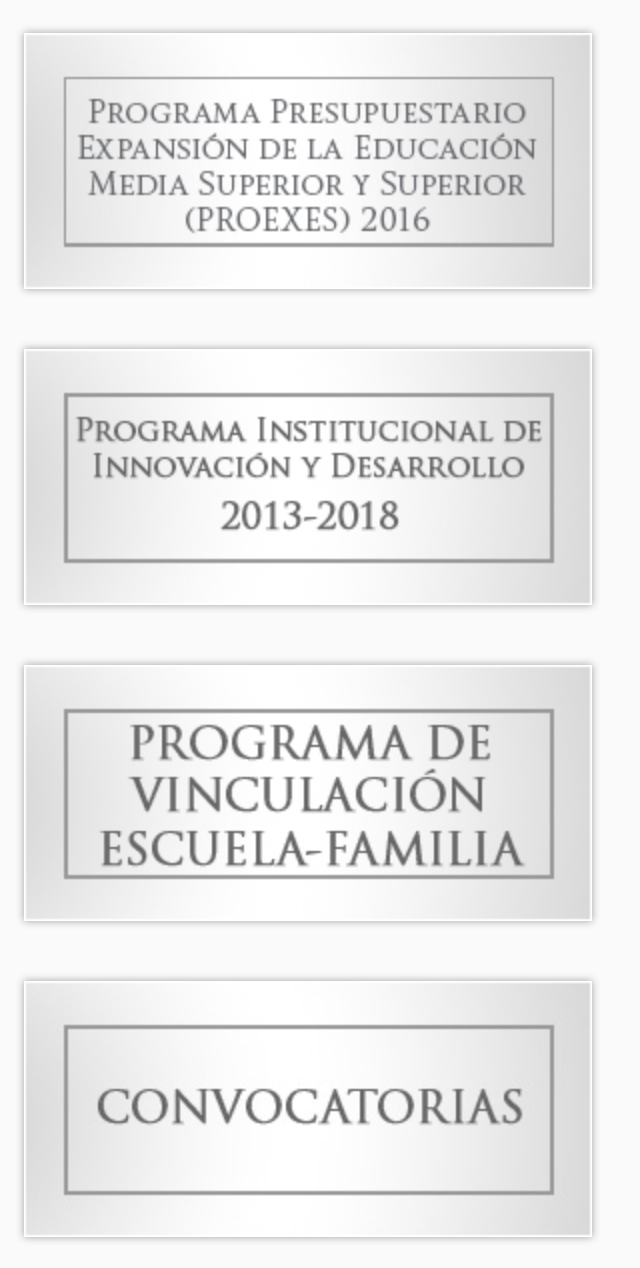 Programa Presupuestario
Expansión de la Educación
Media Superior y Superior
(PROEXES) 2016
Programa Institucional de
Innovación y Desarrollo
2013-2018
PROGRAMA DE
VINCULACIÓN
ESCUELA-FAMILIA
CONVOCATORIAS